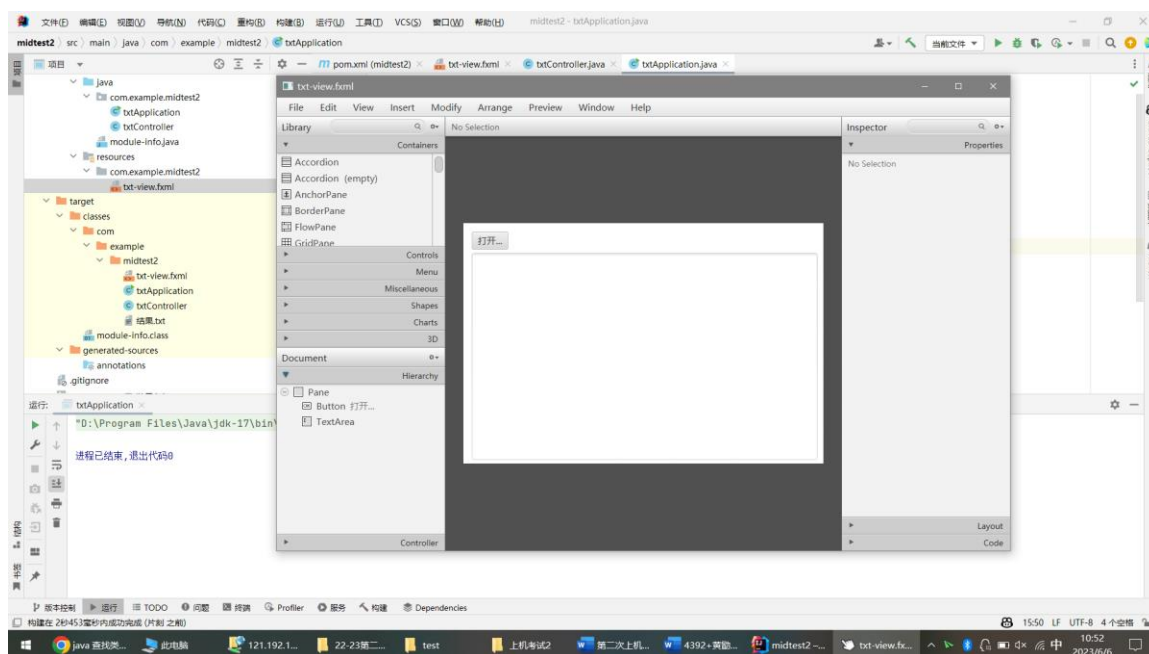 文件(F) 编辑(E) 视图(V) 导航(N) 代码(C) 重构(R) 构建(B) 运行(U) 工具(T) VCS(S) 窗口(W) 帮助(H) midtest2 - txtApplication.java
midtest2 src main java com example midtest2 txtApplication 当前文件
项目 pom.xml (midtest2) txt-view.fxml txtController.java txtApplication.java
java
com.example.midtest2
txtApplication
txtController
module-info.java
resources
com.example.midtest2
txt-view.fxml
target
classes
com
example
midtest2
txt-view.fxml
txtApplication
txtController
结果.txt
module-info.class
generated-sources
annotations
.gitignore
txt-view.fxml
File Edit View Insert Modify Arrange Preview Window Help
Library No Selection Inspector
Containers Properties
Accordion No Selection
Accordion (empty)
AnchorPane
BorderPane
FlowPane
GridPane
打开...
Controls
Menu
Miscellaneous
Shapes
Charts
3D
Document
Hierarchy
Pane
Button 打开...
TextArea
Controller
Layout
Code
运行: txtApplication
"D:\Program Files\Java\jdk-17\bin\
进程已结束,退出代码0
结构
书签
版本控制 运行 TODO 问题 终端 Profiler 服务 构建 Dependencies
构建在 2秒453毫秒内成功完成 (片刻 之前) 15:50 LF UTF-8 4 个空格
java 查找类... 此电脑 121.192.1... 22-23第二... test 上机考试2 第二次上机... 4392+黄勖... midtest2 –... txt-view.fx... 中 10:52
2023/6/6